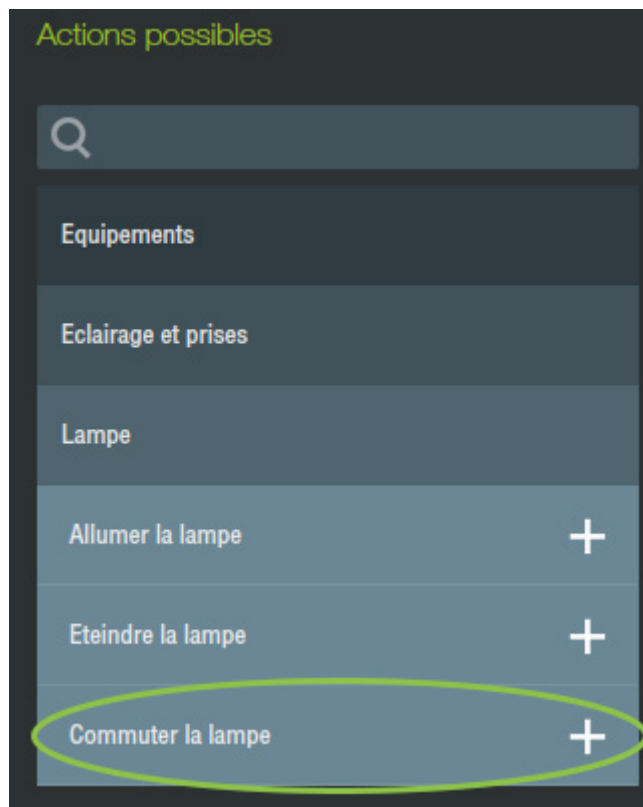 Actions possibles
Equipements
Eclairage et prises
Lampe
Allumer la lampe
Eteindre la lampe
Commuter la lampe